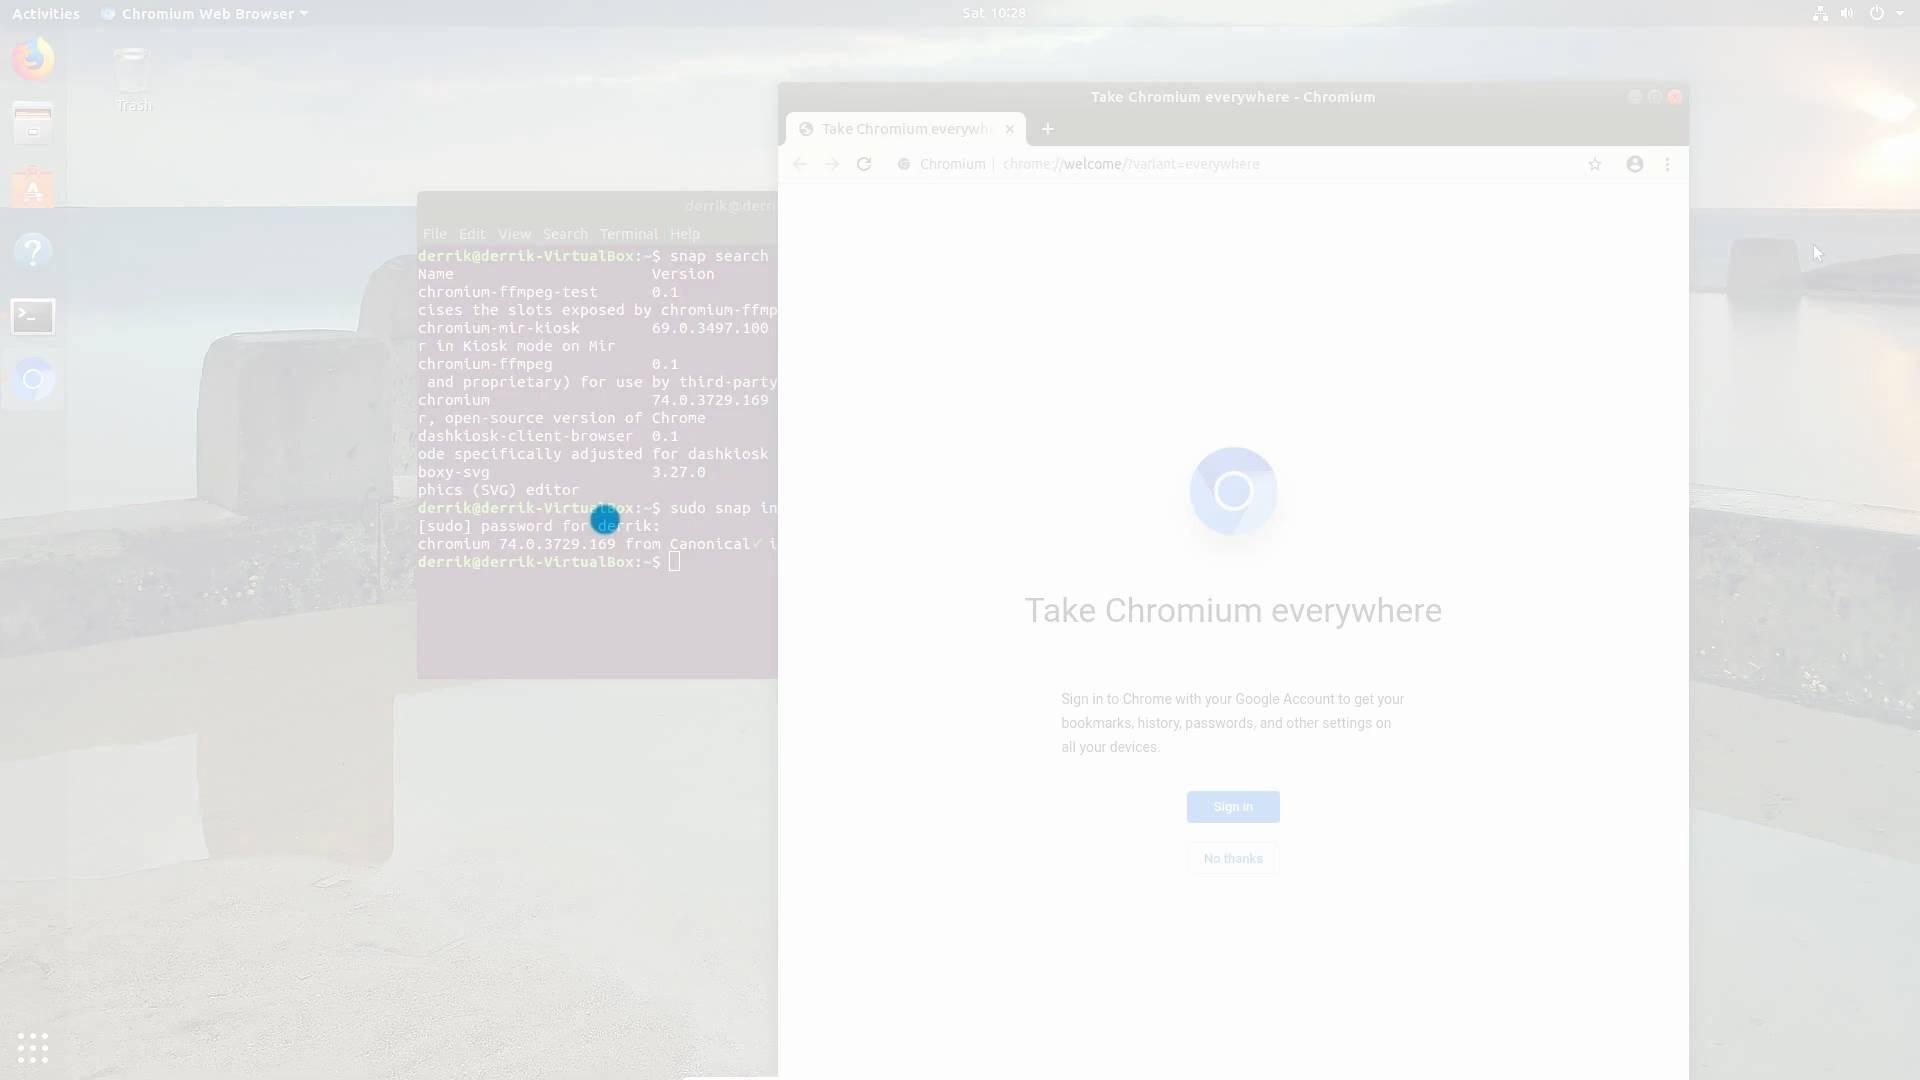 Activities
Chromium Web Browser
Sat 10:28
Trash
Take Chromium everywhere - Chromium
Take Chromium everywh
Chromium | chrome://welcome/?variant=everywhere
derrik@derri
File Edit View Search Terminal Help
derrik@derrik-VirtualBox:~$ snap search
Name Version
chromium-ffmpeg-test 0.1
cises the slots exposed by chromium-ffmp
chromium-mir-kiosk 69.0.3497.100
r in Kiosk mode on Mir
chromium-ffmpeg 0.1
and proprietary) for use by third-party
chromium 74.0.3729.169
r, open-source version of Chrome
dashkiosk-client-browser 0.1
ode specifically adjusted for dashkiosk
boxy-svg 3.27.0
phics (SVG) editor
derrik@derrik-VirtualBox:~$ sudo snap in
[sudo] password for derrik:
chromium 74.0.3729.169 from Canonical✓ i
derrik@derrik-VirtualBox:~$
Take Chromium everywhere
Sign in to Chrome with your Google Account to get your
bookmarks, history, passwords, and other settings on
all your devices.
Sign in
No thanks